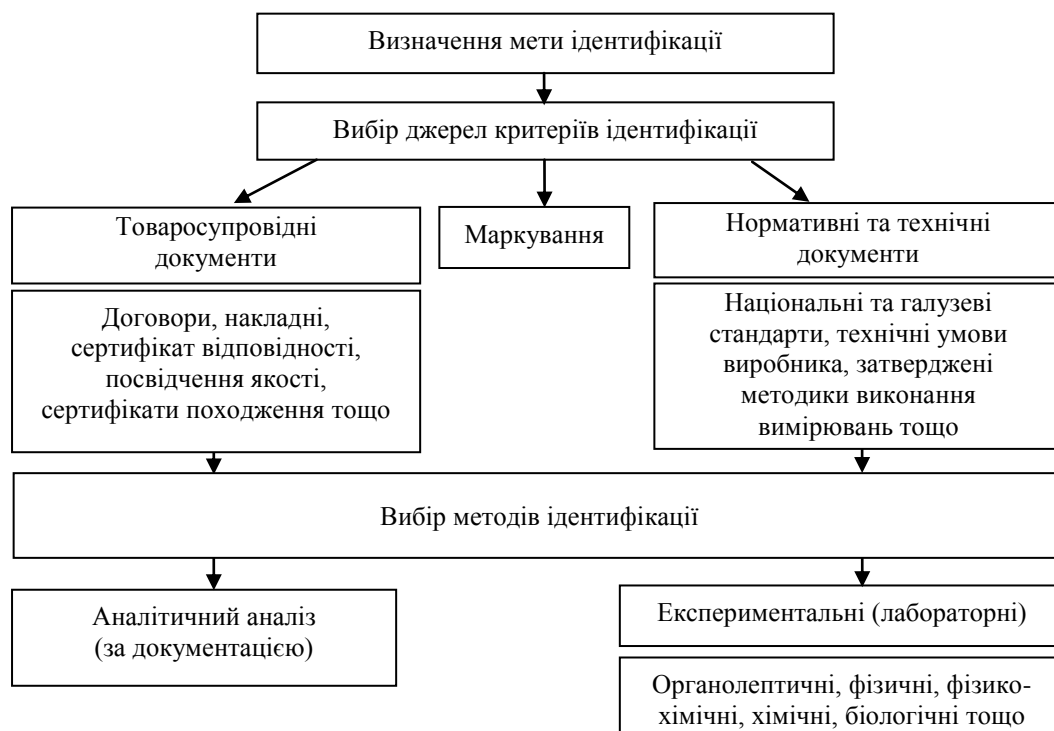 Визначення мети ідентифікації
Вибір джерел критеріїв ідентифікації
Товаросупровідні
документи
Маркування
Нормативні та технічні
документи
Договори, накладні,
сертифікат відповідності,
посвідчення якості,
сертифікати походження тощо
Національні та галузеві
стандарти, технічні умови
виробника, затверджені
методики виконання
вимірювань тощо
Вибір методів ідентифікації
Аналітичний аналіз
(за документацією)
Експериментальні (лабораторні)
Органолептичні, фізичні, фізико-
хімічні, хімічні, біологічні тощо